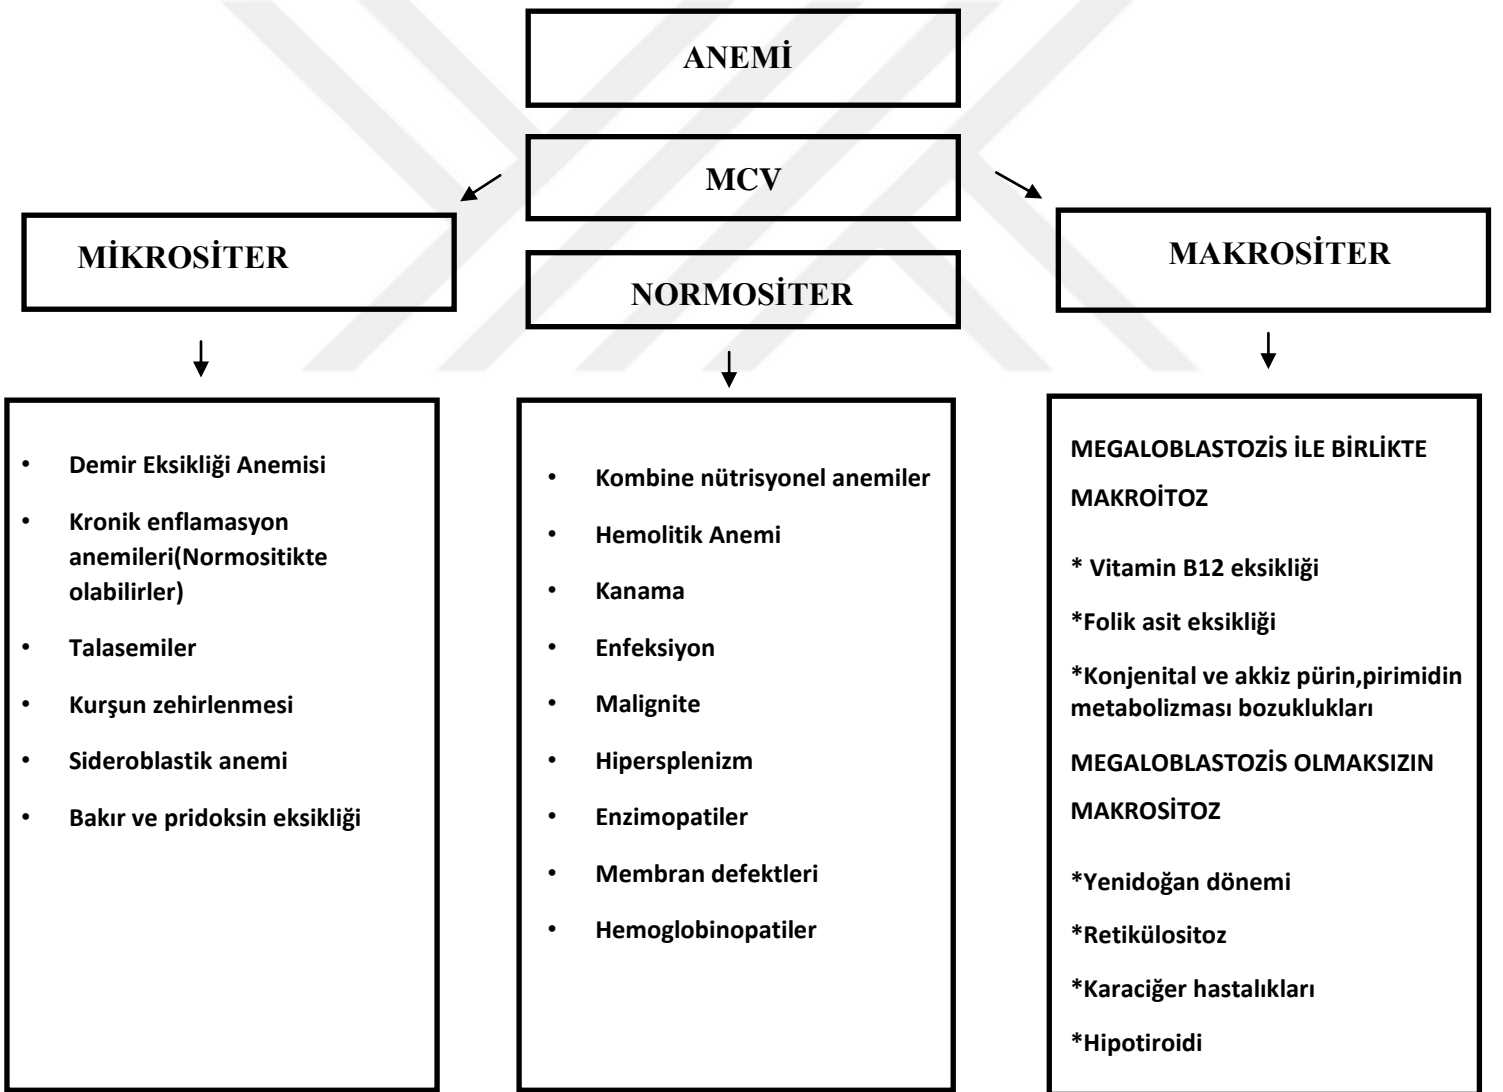 ANEMİ
MCV
MİKROSİTER
NORMOSİTER
MAKROSİTER
• Demir Eksikliği Anemisi
• Kronik enflamasyon
anemileri(Normositikte
olabilirler)
• Talasemiler
• Kurşun zehirlenmesi
• Sideroblastik anemi
• Bakır ve pridoksin eksikliği
• Kombine nütrisyonel anemiler
• Hemolitik Anemi
• Kanama
• Enfeksiyon
• Malignite
• Hipersplenizm
• Enzimopatiler
• Membran defektleri
• Hemoglobinopatiler
MEGALOBLASTOZİS İLE BİRLİKTE
MAKROİTOZ
* Vitamin B12 eksikliği
*Folik asit eksikliği
*Konjenital ve akkiz pürin,pirimidin
metabolizması bozuklukları
MEGALOBLASTOZİS OLMAKSIZIN
MAKROSİTOZ
*Yenidoğan dönemi
*Retikülositoz
*Karaciğer hastalıkları
*Hipotiroidi